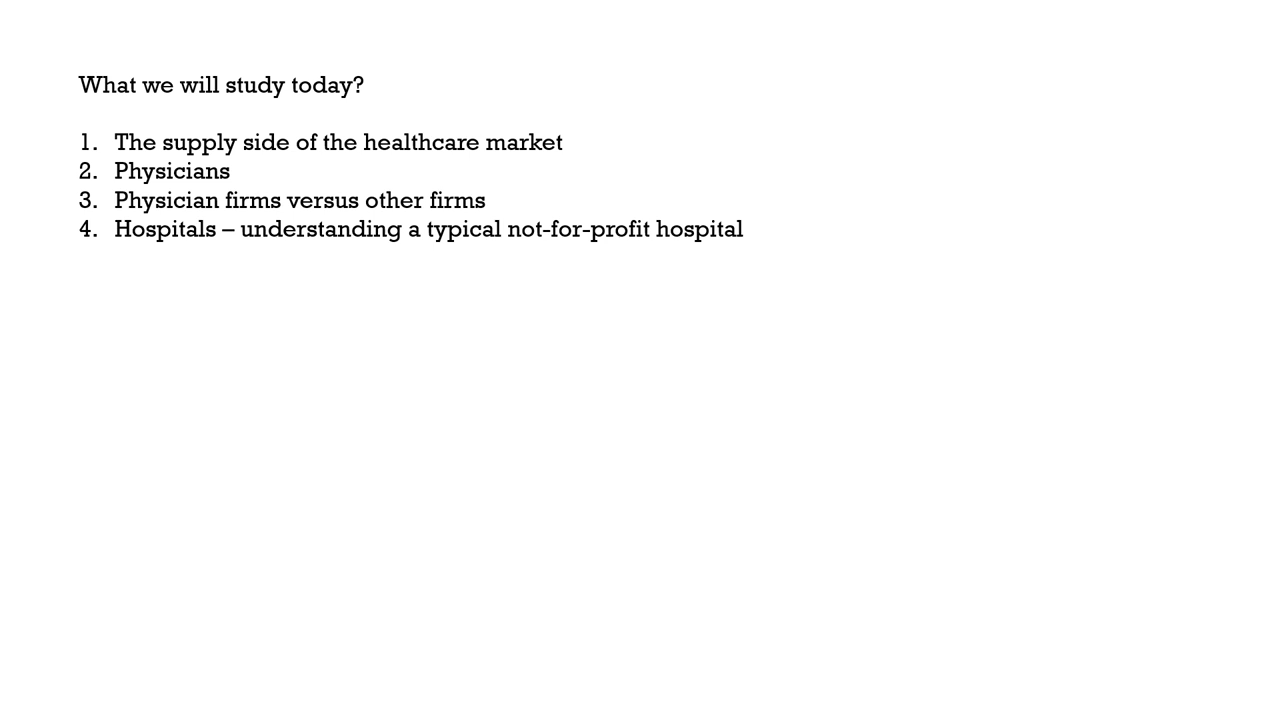 What we will study today?
1. The supply side of the healthcare market
2. Physicians
3. Physician firms versus other firms
4. Hospitals – understanding a typical not-for-profit hospital